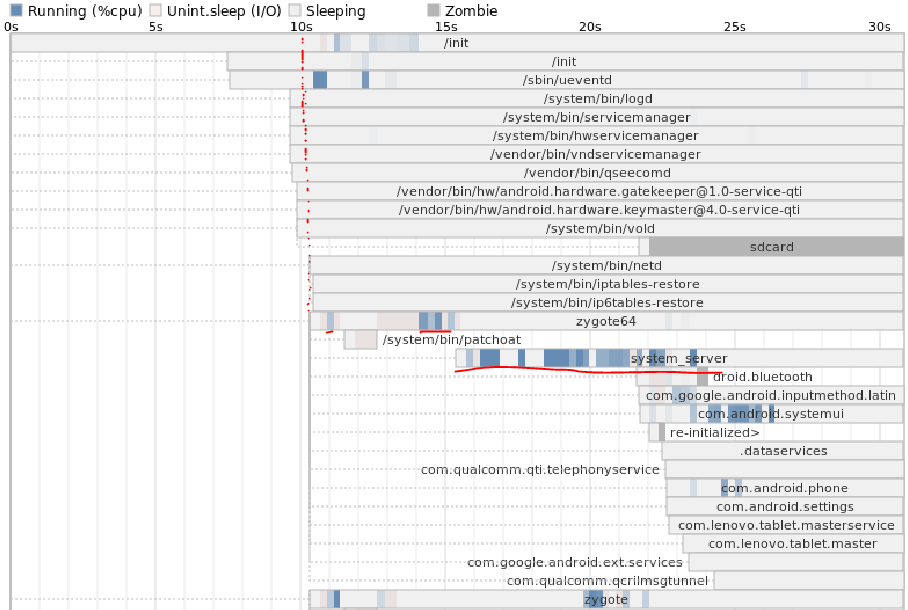 Running (%cpu) Unint.sleep (I/O) Sleeping Zombie
0s 5s 10s 15s 20s 25s 30s
/init
/init
/sbin/ueventd
/system/bin/logd
/system/bin/servicemanager
/system/bin/hwservicemanager
/vendor/bin/vndservicemanager
/vendor/bin/qseecomd
/vendor/bin/hw/android.hardware.gatekeeper@1.0-service-qti
/vendor/bin/hw/android.hardware.keymaster@4.0-service-qti
/system/bin/vold
sdcard
/system/bin/netd
/system/bin/iptables-restore
/system/bin/ip6tables-restore
zygote64
/system/bin/patchoat
system_server
droid.bluetooth
com.google.android.inputmethod.latin
com.android.systemui
re-initialized>
.dataservices
com.qualcomm.qti.telephonyservice
com.android.phone
com.android.settings
com.lenovo.tablet.masterservice
com.lenovo.tablet.master
com.google.android.ext.services
com.qualcomm.qcrilmsgtunnel
zygote